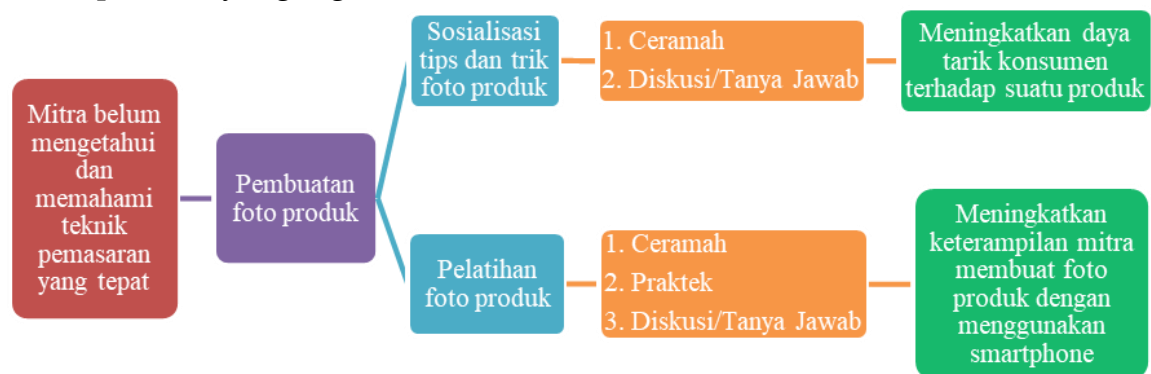 Mitra belum
mengetahui
dan
memahami
teknik
pemasaran
yang tepat
Pembuatan
foto produk
Sosialisasi
tips dan trik
foto produk
1. Ceramah
2. Diskusi/Tanya Jawab
Meningkatkan daya
tarik konsumen
terhadap suatu produk
Pelatihan
foto produk
1. Ceramah
2. Praktek
3. Diskusi/Tanya Jawab
Meningkatkan
keterampilan mitra
membuat foto
produk dengan
menggunakan
smartphone